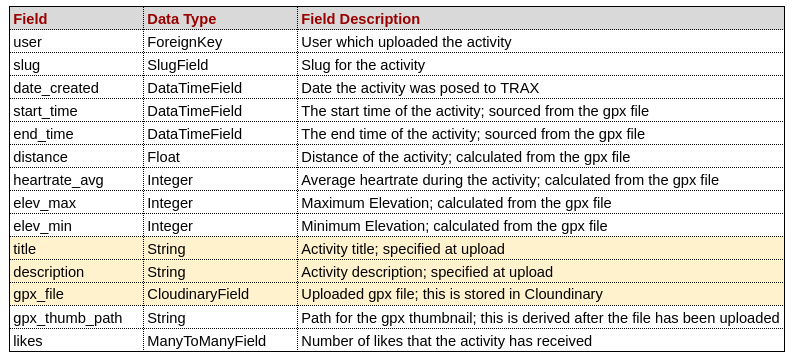 Field Data Type Field Description
user ForeignKey User which uploaded the activity
slug SlugField Slug for the activity
date_created DataTimeField Date the activity was posed to TRAX
start_time DataTimeField The start time of the activity; sourced from the gpx file
end_time DataTimeField The end time of the activity; sourced from the gpx file
distance Float Distance of the activity; calculated from the gpx file
heartrate_avg Integer Average heartrate during the activity; calculated from the gpx file
elev_max Integer Maximum Elevation; calculated from the gpx file
elev_min Integer Minimum Elevation; calculated from the gpx file
title String Activity title; specified at upload
description String Activity description; specified at upload
gpx_file CloudinaryField Uploaded gpx file; this is stored in Cloundinary
gpx_thumb_path String Path for the gpx thumbnail; this is derived after the file has been uploaded
likes ManyToManyField Number of likes that the activity has received